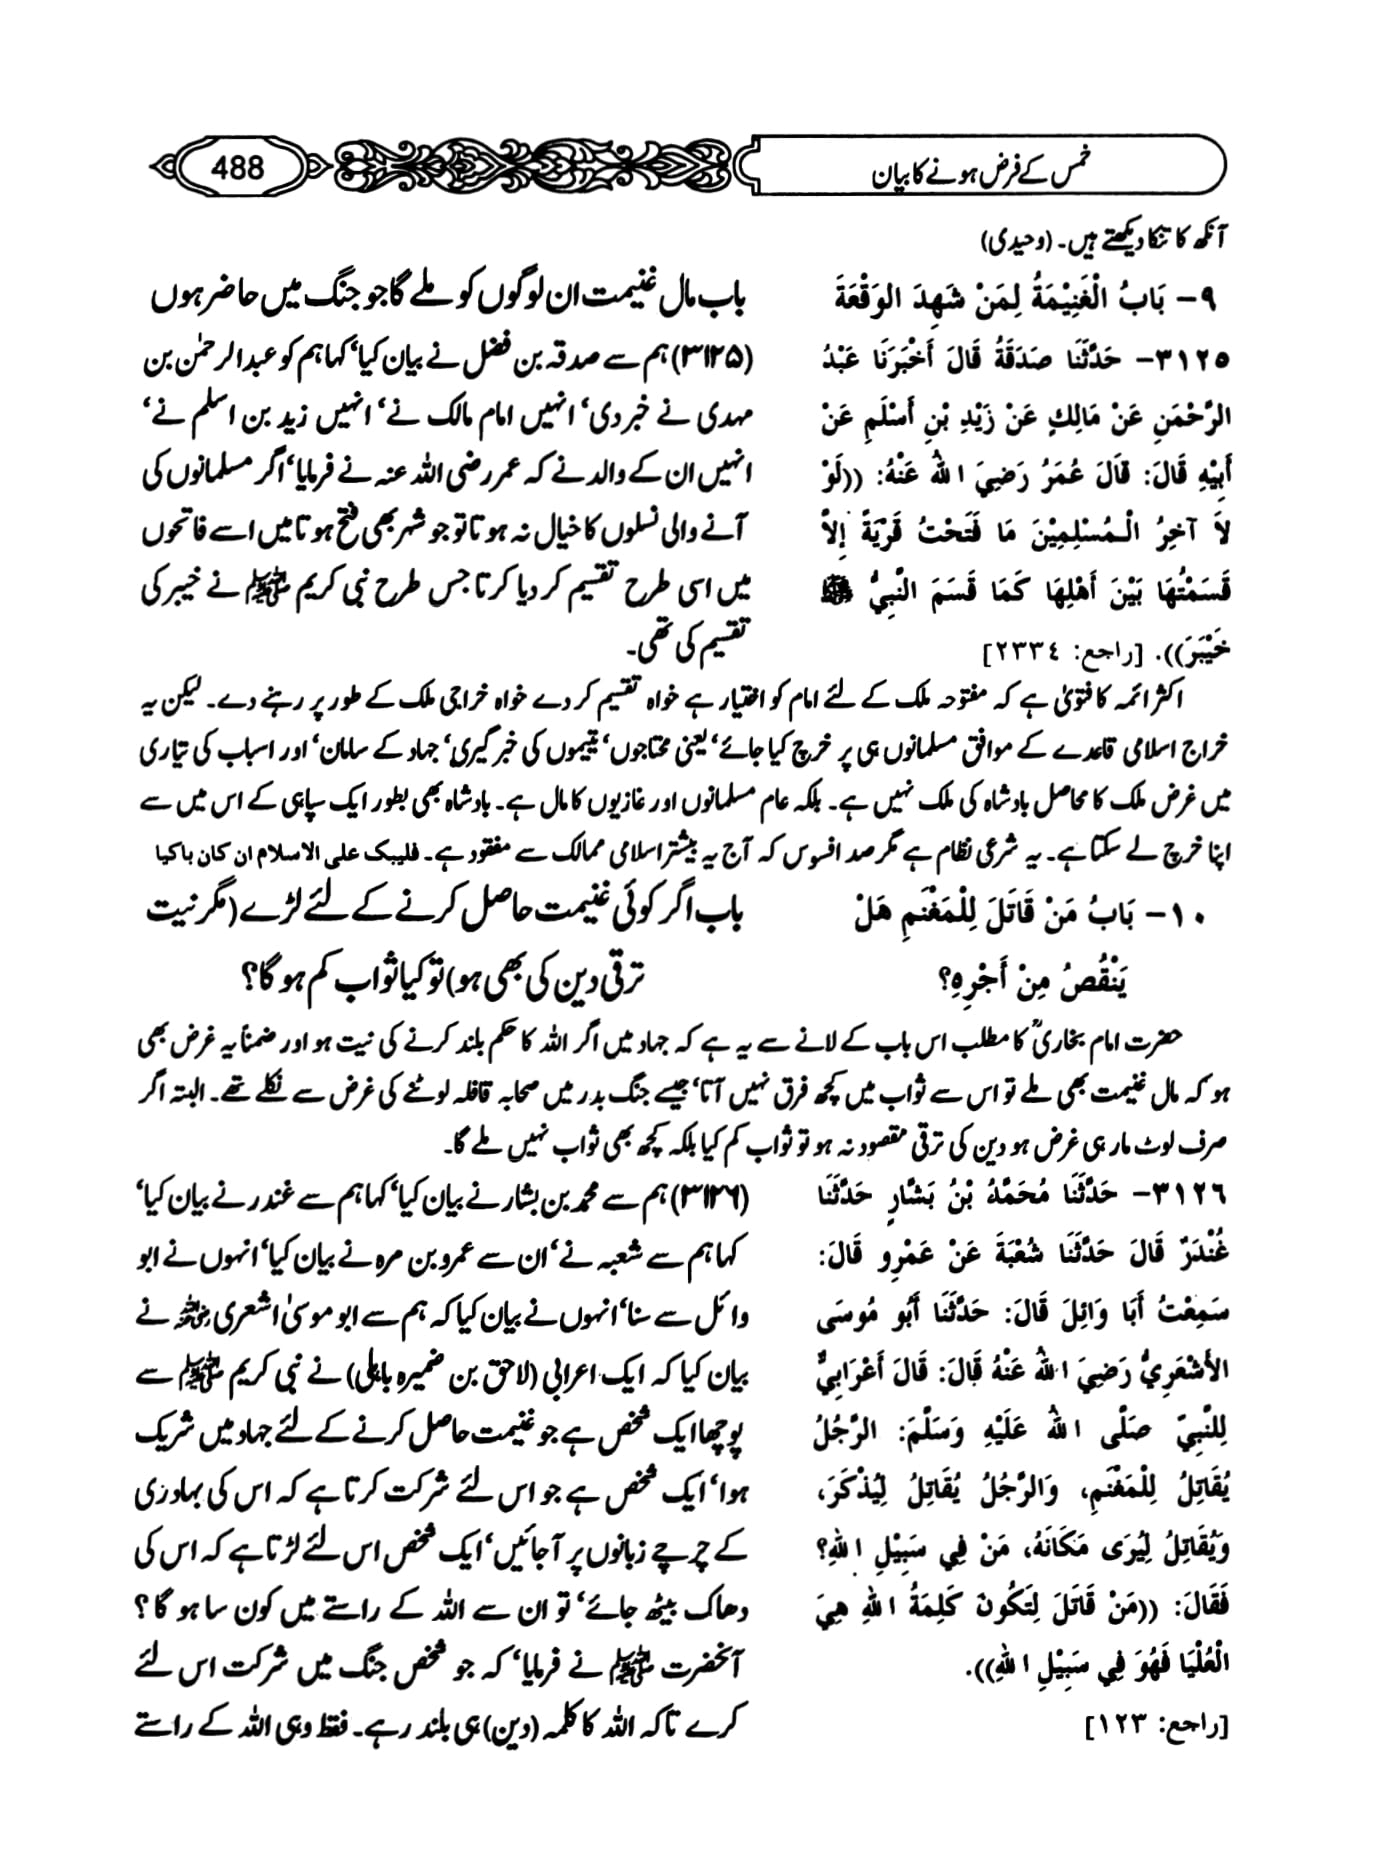 488
خمس کے فرض ہونے کا بیان
آنکھ کا تنکا دیکھتے ہیں۔ (وحیدی)
٩- بَابُ الْغَنِيْمَةُ لِمَنْ شَهِدَ الْوَقْعَةَ
٣١٢٥- حَدَّثَنَا صَدَقَةُ قَالَ أَخْبَرَنَا عَبْدُ
الرَّحْمَنِ عَنْ مَالِكٍ عَنْ زَيْدِ بْنِ أَسْلَمِ عَنْ
أَبِيْهِ قَالَ: قَالَ عُمَرُ رَضِيَ اللهُ عَنْهُ: ((لَوْ
لاَ آخِرُ الْمُسْلِمِيْنَ مَا فَتَحْتُ قَرْيَةً إِلاَّ
قَسَمْتُهَا بَيْنَ أَهْلِهَا كَمَا قَسَمَ النَّبِيُّ ﷺ
خَيْبَرَ)). [راجع: ٢٣٣٤]
باب مال غنیمت ان لوگوں کو ملے گا جو جنگ میں حاضر ہوں
(۳۱۲۵) ہم سے صدقہ بن فضل نے بیان کیا‘ کہا ہم کو عبدالرحمٰن بن
مہدی نے خبر دی‘ انہیں امام مالک نے‘ انہیں زید بن اسلم نے‘
انہیں ان کے والد نے کہ عمر رضی اللہ عنہ نے فرمایا‘ اگر مسلمانوں کی
آنے والی نسلوں کا خیال نہ ہوتا تو جو شہر بھی فتح ہوتا میں اسے فاتحوں
میں اسی طرح تقسیم کر دیا کرتا جس طرح نبی کریم ﷺ نے خیبر کی
تقسیم کی تھی۔
اکثر ائمہ کا فتویٰ ہے کہ مفتوحہ ملک کے لئے امام کو اختیار ہے خواہ تقسیم کر دے خواہ خراجی ملک کے طور پر رہنے دے۔ لیکن یہ
خراج اسلامی قاعدے کے موافق مسلمانوں ہی پر خرچ کیا جائے‘ یعنی محتاجوں‘ یتیموں کی خبر گیری‘ جہاد کے سامان‘ اور اسباب کی تیاری
میں غرض ملک کا محاصل بادشاہ کی ملک نہیں ہے۔ بلکہ عام مسلمانوں اور غازیوں کا مال ہے۔ بادشاہ بھی بطور ایک سپاہی کے اس میں سے
اپنا خرچ لے سکتا ہے۔ یہ شرعی نظام ہے مگر صد افسوس کہ آج یہ بیشتر اسلامی ممالک سے مفقود ہے۔ فلیبک علی الاسلام ان کان باکیا
١٠- بَابُ مَنْ قَاتَلَ لِلْمَغْنَمِ هَلْ
يَنْقُصُ مِنْ أَجْرِهِ؟
باب اگر کوئی غنیمت حاصل کرنے کے لئے لڑے (مگر نیت
ترقی دین کی بھی ہو) تو کیا ثواب کم ہو گا؟
حضرت امام بخاریؒ کا مطلب اس باب کے لانے سے یہ ہے کہ جہاد میں اگر اللہ کا حکم بلند کرنے کی نیت ہو اور ضمناً یہ غرض بھی
ہو کہ مال غنیمت بھی ملے تو اس سے ثواب میں کچھ فرق نہیں آتا‘ جیسے جنگ بدر میں صحابہ قافلہ لوٹنے کی غرض سے نکلے تھے۔ البتہ اگر
صرف لوٹ مار ہی غرض ہو دین کی ترقی مقصود نہ ہو تو ثواب کم کیا بلکہ کچھ بھی ثواب نہیں ملے گا۔
٣١٢٦- حَدَّثَنَا مُحَمَّدُ بْنُ بَشَّارٍ حَدَّثَنَا
غُنْدَرٌ قَالَ حَدَّثَنَا شُعْبَةَ عَنْ عَمْرٍو قَالَ:
سَمِعْتُ أَبَا وَائِلَ قَالَ: حَدَّثَنَا أَبُو مُوسَى
الأَشْعَرِيُّ رَضِيَ اللهُ عَنْهُ قَالَ: قَالَ أَعْرَابِيٌّ
لِلنَّبِيِّ صَلَّى اللهُ عَلَيْهِ وَسَلَّمَ: الرَّجُلُ
يُقَاتِلُ لِلْمَغْنَمِ، وَالرَّجُلُ يُقَاتِلُ لِيُذْكَرَ،
وَيُقَاتِلُ لِيُرَى مَكَانَهُ، مَنْ فِي سَبِيْلِ اللهِ؟
فَقَالَ: ((مَنْ قَاتَلَ لِتَكُونَ كَلِمَةُ اللهِ هِيَ
الْعُلْيَا فَهُوَ فِي سَبِيْلِ اللهِ)).
[راجع: ١٢٣]
(۳۱۲۶) ہم سے محمد بن بشار نے بیان کیا‘ کہا ہم سے غندر نے بیان کیا‘
کہا ہم سے شعبہ نے‘ ان سے عمرو بن مرہ نے بیان کیا‘ انہوں نے ابو
وائل سے سنا‘ انہوں نے بیان کیا کہ ہم سے ابو موسیٰ اشعری رضی اللہ عنہ نے
بیان کیا کہ ایک اعرابی (لاحق بن ضمیرہ باہلی) نے نبی کریم ﷺ سے
پوچھا ایک شخص ہے جو غنیمت حاصل کرنے کے لئے جہاد میں شریک
ہوا‘ ایک شخص ہے جو اس لئے شرکت کرتا ہے کہ اس کی بہادری
کے چرچے زبانوں پر آ جائیں‘ ایک شخص اس لئے لڑتا ہے کہ اس کی
دھاک بیٹھ جائے‘ تو ان سے اللہ کے راستے میں کون سا ہو گا؟
آنحضرت ﷺ نے فرمایا‘ کہ جو شخص جنگ میں شرکت اس لئے
کرے تاکہ اللہ کا کلمہ (دین) ہی بلند رہے۔ فقط وہی اللہ کے راستے